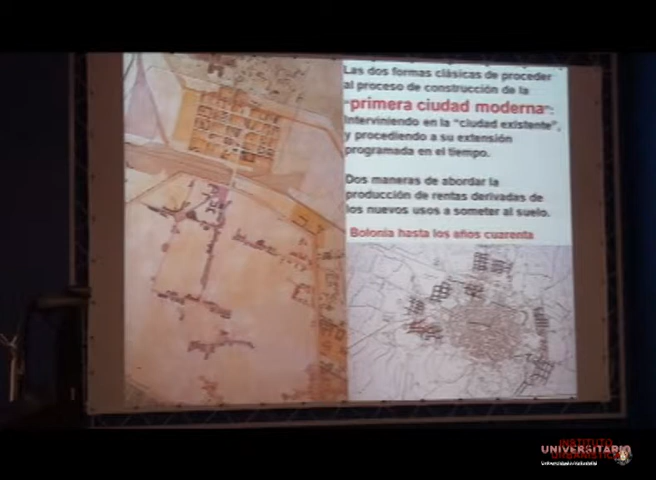 Las dos formas clásicas de proceder
al proceso de construcción de la
"primera ciudad moderna":
Interviniendo en la "ciudad existente",
y procediendo a su extensión
programada en el tiempo.
Dos maneras de abordar la
producción de rentas derivadas de
los nuevos usos a someter al suelo.
Bolonia hasta los años cuarenta
INSTITUTO
UNIVERSITARIO